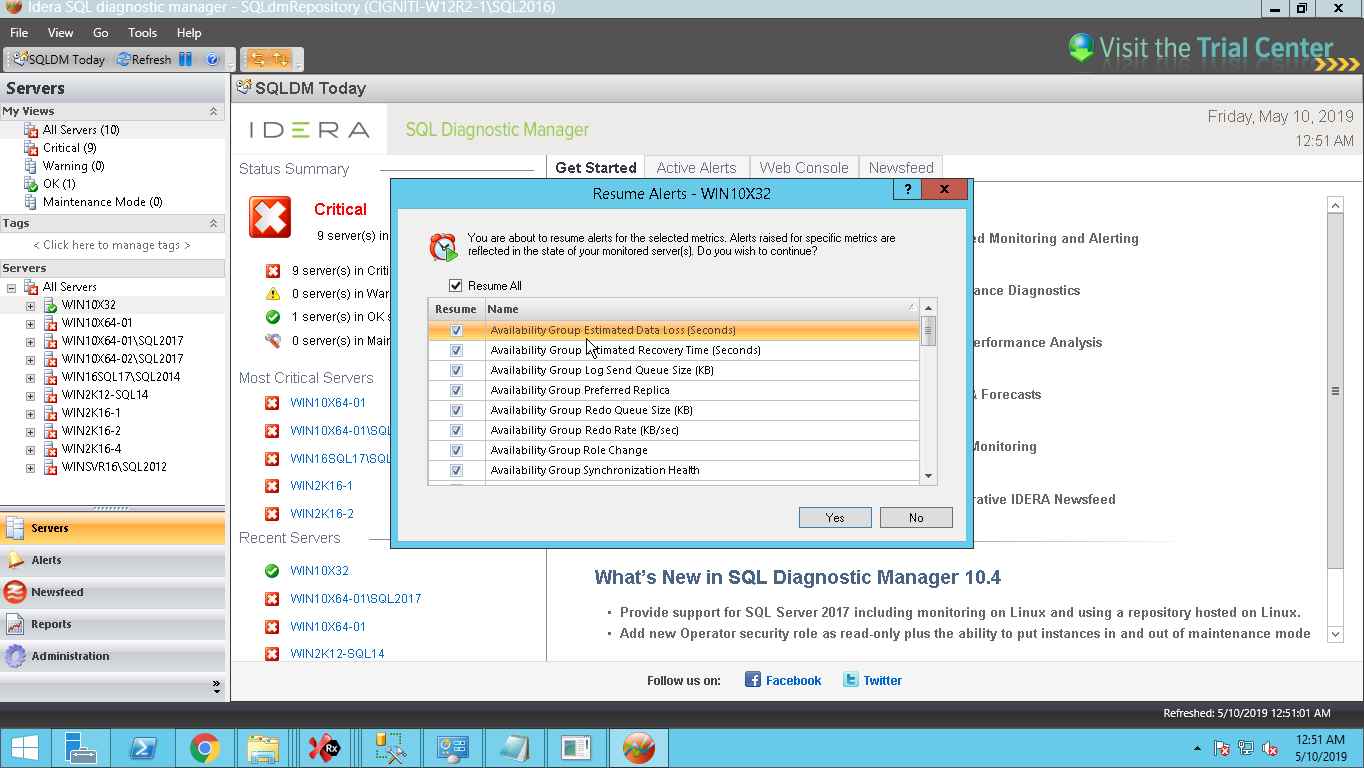 Idera SQL diagnostic manager - SQLdmRepository (CIGNITI-W12R2-1\SQL2016)
File View Go Tools Help
SQLDM Today Refresh
Visit the Trial Center
Servers
My Views
All Servers (10)
Critical (9)
Warning (0)
OK (1)
Maintenance Mode (0)
Tags
< Click here to manage tags >
Servers
All Servers
WIN10X32
WIN10X64-01
WIN10X64-01\SQL2017
WIN10X64-02\SQL2017
WIN16SQL17\SQL2014
WIN2K12-SQL14
WIN2K16-1
WIN2K16-2
WIN2K16-4
WINSVR16\SQL2012
Servers
Alerts
Newsfeed
Reports
Administration
SQLDM Today
IDERA SQL Diagnostic Manager
Friday, May 10, 2019
12:51 AM
Status Summary
Critical
9 server(s) in
9 server(s) in Criti
0 server(s) in War
1 server(s) in OK s
0 server(s) in Main
Most Critical Servers
WIN10X64-01
WIN10X64-01\SQL
WIN16SQL17\SQL
WIN2K16-1
WIN2K16-2
Recent Servers
WIN10X32
WIN10X64-01\SQL2017
WIN10X64-01
WIN2K12-SQL14
Get Started Active Alerts Web Console Newsfeed
Resume Alerts - WIN10X32
? x
You are about to resume alerts for the selected metrics. Alerts raised for specific metrics are
reflected in the state of your monitored server(s). Do you wish to continue?
Resume All
Resume Name
Availability Group Estimated Data Loss (Seconds)
Availability Group Estimated Recovery Time (Seconds)
Availability Group Log Send Queue Size (KB)
Availability Group Preferred Replica
Availability Group Redo Queue Size (KB)
Availability Group Redo Rate (KB/sec)
Availability Group Role Change
Availability Group Synchronization Health
Yes No
ed Monitoring and Alerting
ance Diagnostics
erformance Analysis
& Forecasts
Monitoring
rative IDERA Newsfeed
What's New in SQL Diagnostic Manager 10.4
• Provide support for SQL Server 2017 including monitoring on Linux and using a repository hosted on Linux.
• Add new Operator security role as read-only plus the ability to put instances in and out of maintenance mode
Follow us on: Facebook Twitter
Refreshed: 5/10/2019 12:51:01 AM
Rx
12:51 AM
5/10/2019